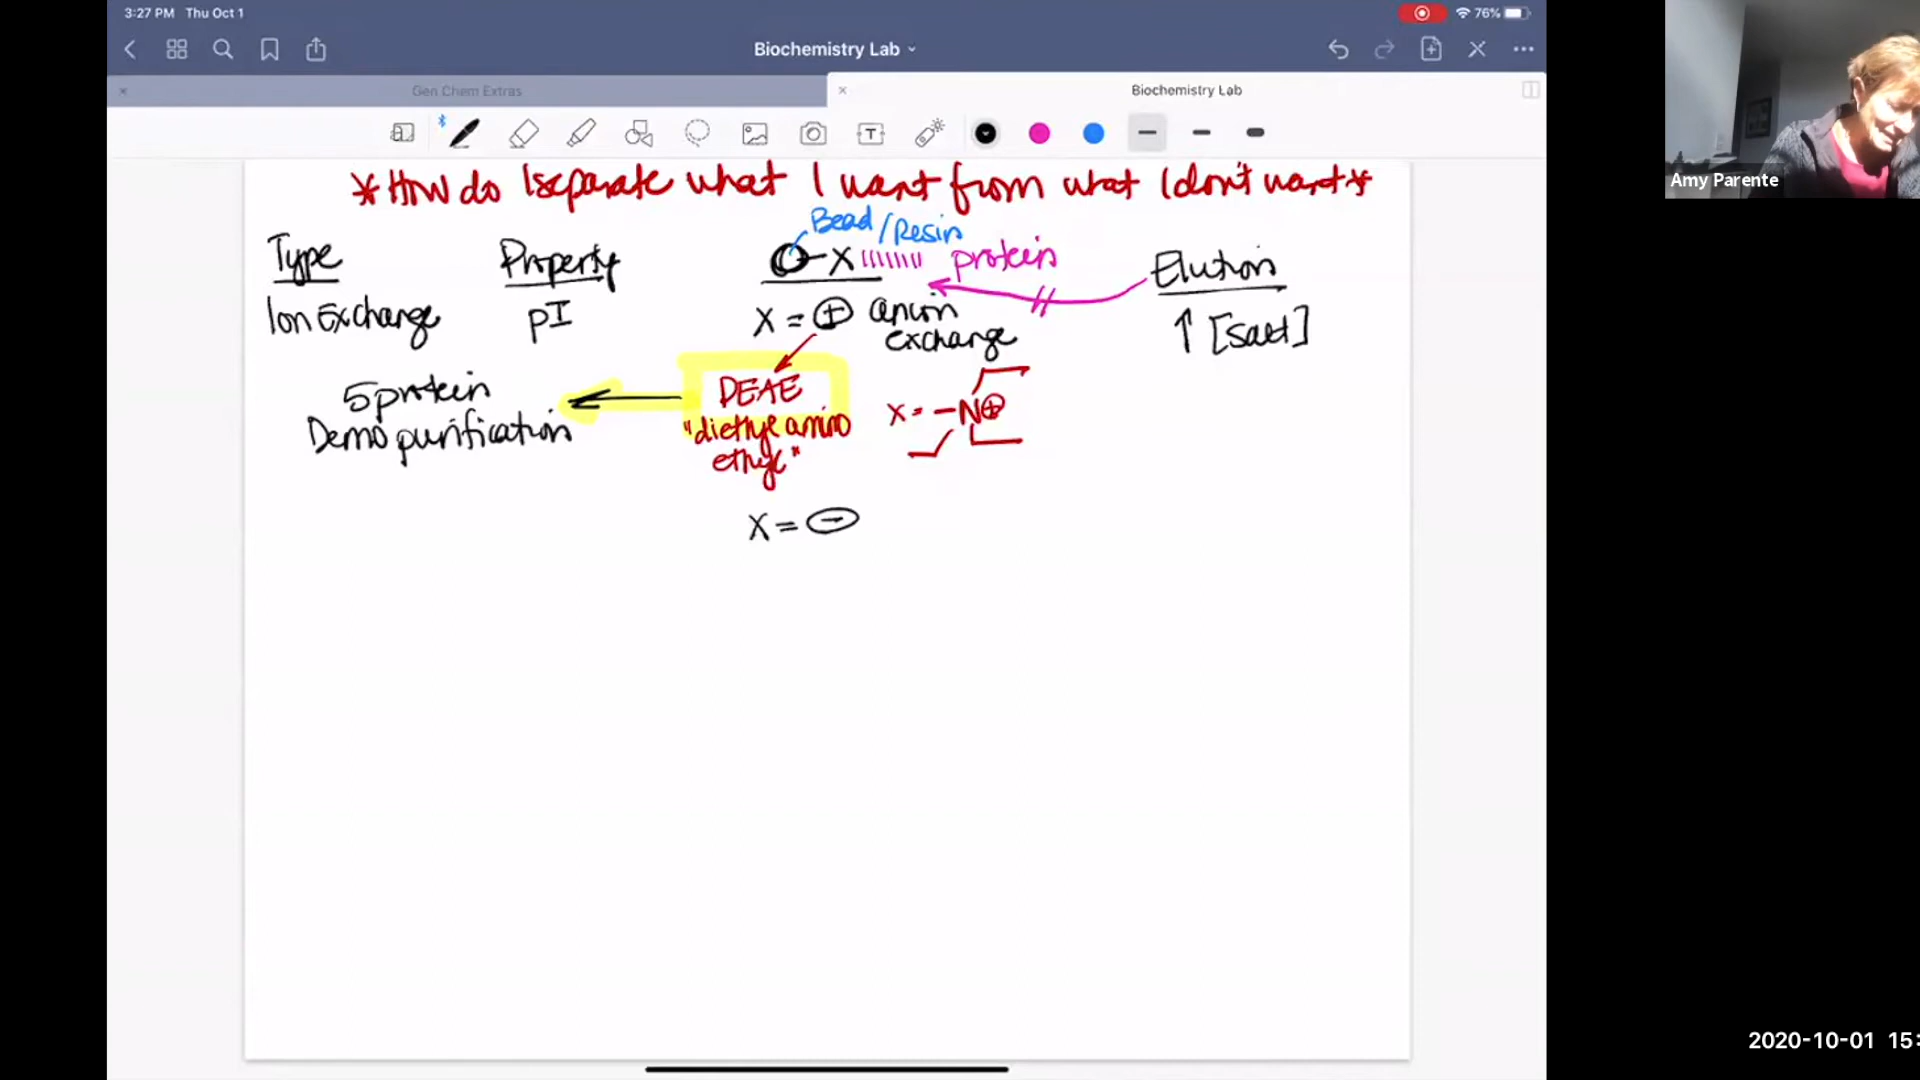 3:27 PM Thu Oct 1
76%
Biochemistry Lab
Gen Chem Extras
Biochemistry Lab
T
*How do I separate what I want from what I don't want*
Bead/Resin
Type
Property
X
protein
Elution
Ion Exchange
pI
X = + anion exchange
↑ [salt]
5 protein
Demo purification
DEAE
"diethyl amino
ethyl"
X = -N+
X = -
Amy Parente
2020-10-01 15: